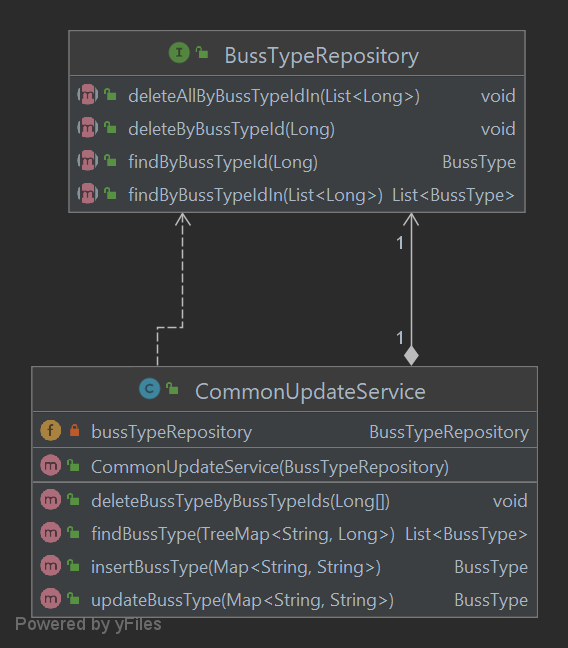 BussTypeRepository
deleteAllByBussTypeIdIn(List<Long>) void
deleteByBussTypeId(Long) void
findByBussTypeId(Long) BussType
findByBussTypeIdIn(List<Long>) List<BussType>
1
1
CommonUpdateService
bussTypeRepository BussTypeRepository
CommonUpdateService(BussTypeRepository)
deleteBussTypeByBussTypeIds(Long[]) void
findBussType(TreeMap<String, Long>) List<BussType>
insertBussType(Map<String, String>) BussType
updateBussType(Map<String, String>) BussType
Powered by yFiles